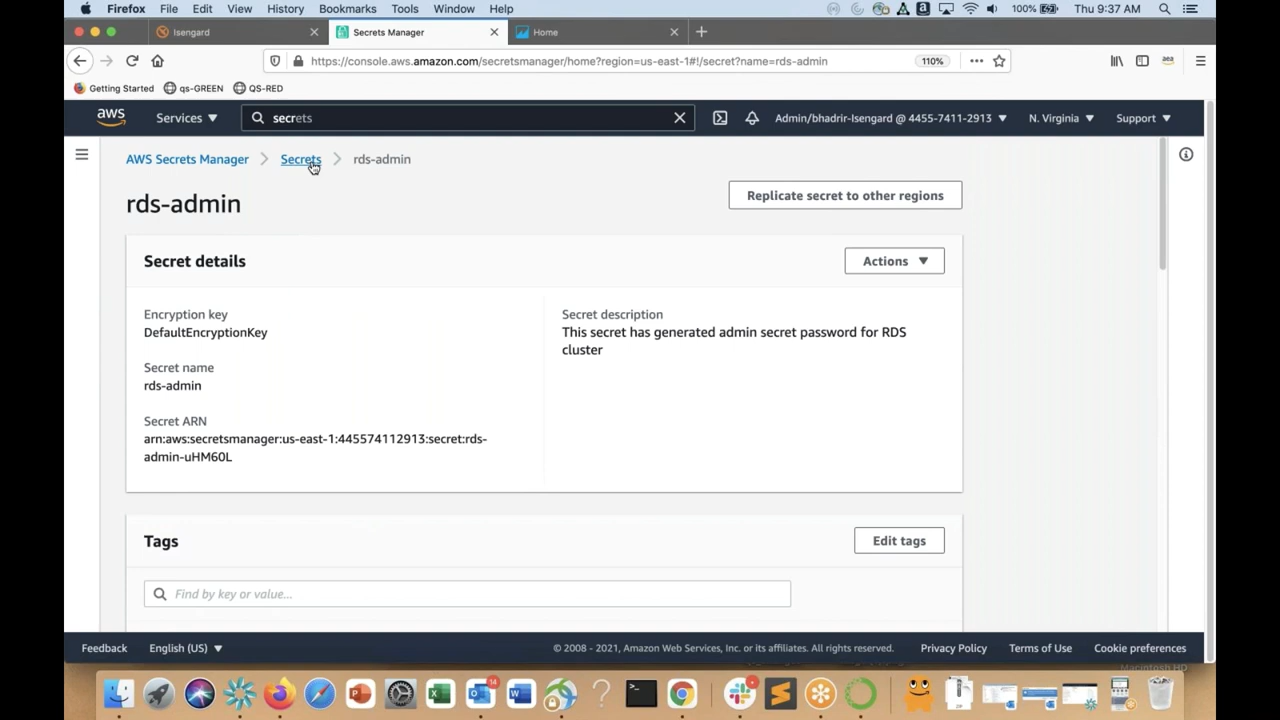 Firefox File Edit View History Bookmarks Tools Window Help 100% Thu 9:37 AM
Isengard Secrets Manager Home
https://console.aws.amazon.com/secretsmanager/home?region=us-east-1#!/secret?name=rds-admin 110% aea
Getting Started qs-GREEN QS-RED
aws Services secrets Admin/bhadrir-Isengard @ 4455-7411-2913 N. Virginia Support
AWS Secrets Manager Secrets rds-admin
rds-admin
Replicate secret to other regions
Secret details
Actions
Encryption key
DefaultEncryptionKey
Secret name
rds-admin
Secret ARN
arn:aws:secretsmanager:us-east-1:445574112913:secret:rds-
admin-uHM60L
Secret description
This secret has generated admin secret password for RDS
cluster
Tags
Edit tags
Find by key or value...
Feedback English (US) © 2008 - 2021, Amazon Web Services, Inc. or its affiliates. All rights reserved. Privacy Policy Terms of Use Cookie preferences
Macintosh HD
14